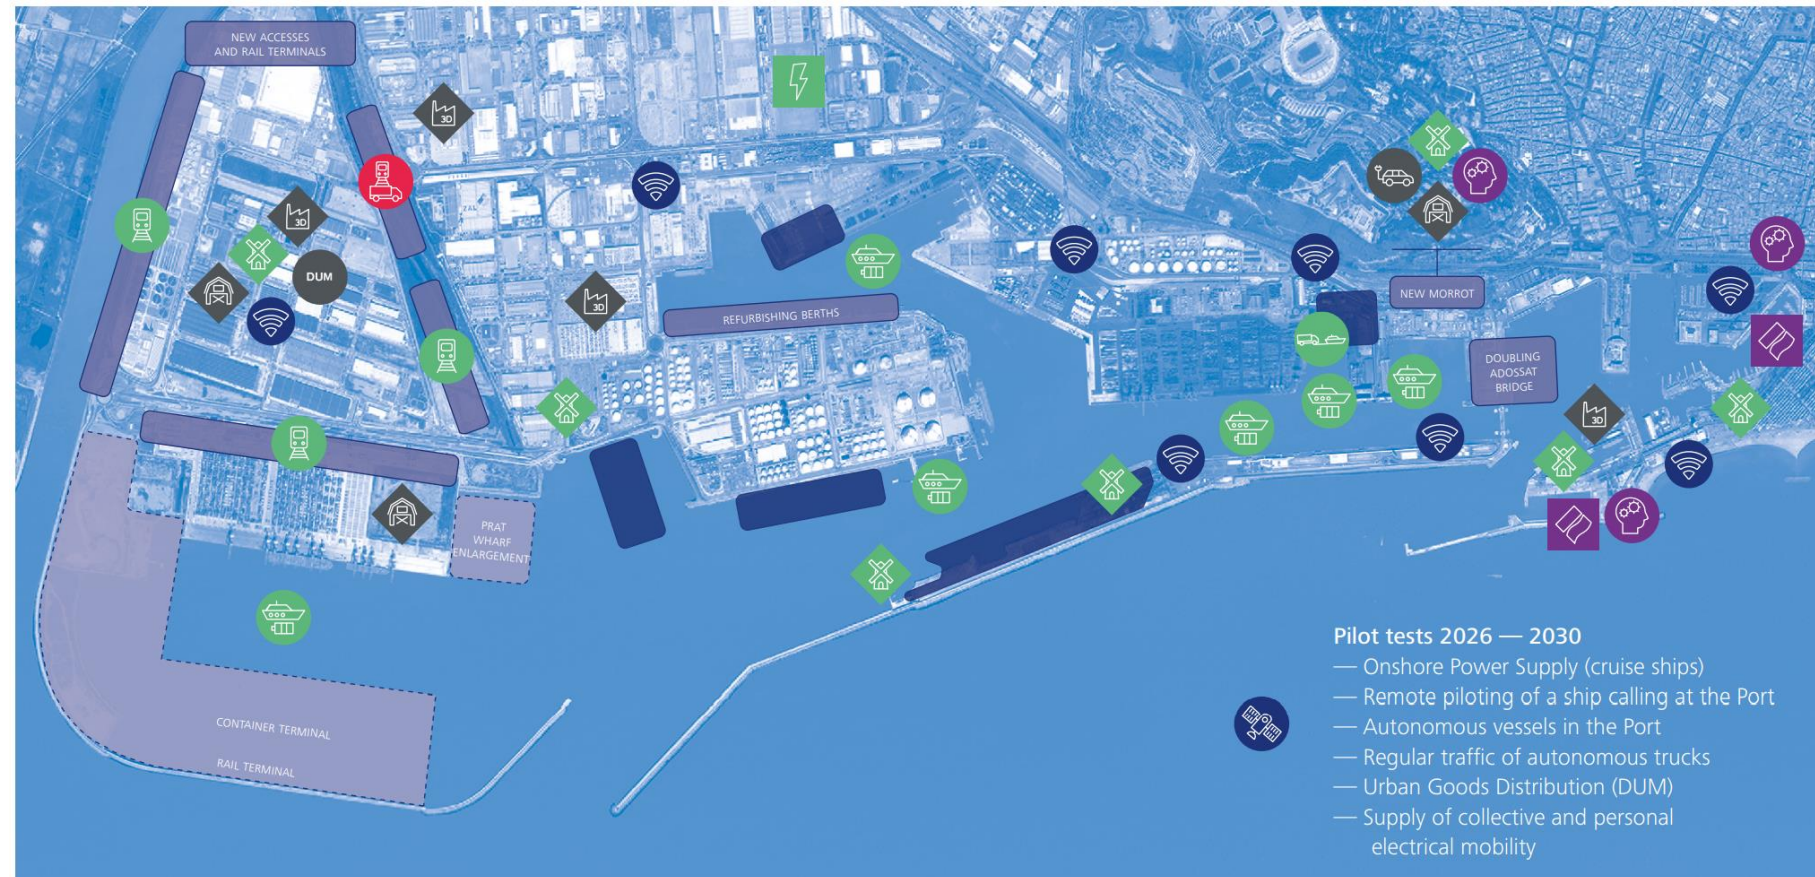 NEW ACCESSES
AND RAIL TERMINALS
3D
3D
DUM
3D
REFURBISHING BERTHS
NEW MORROT
DOUBLING
ADOSSAT
BRIDGE
3D
PRAT
WHARF
ENLARGEMENT
CONTAINER TERMINAL
RAIL TERMINAL
Pilot tests 2026 — 2030
— Onshore Power Supply (cruise ships)
— Remote piloting of a ship calling at the Port
— Autonomous vessels in the Port
— Regular traffic of autonomous trucks
— Urban Goods Distribution (DUM)
— Supply of collective and personal
electrical mobility